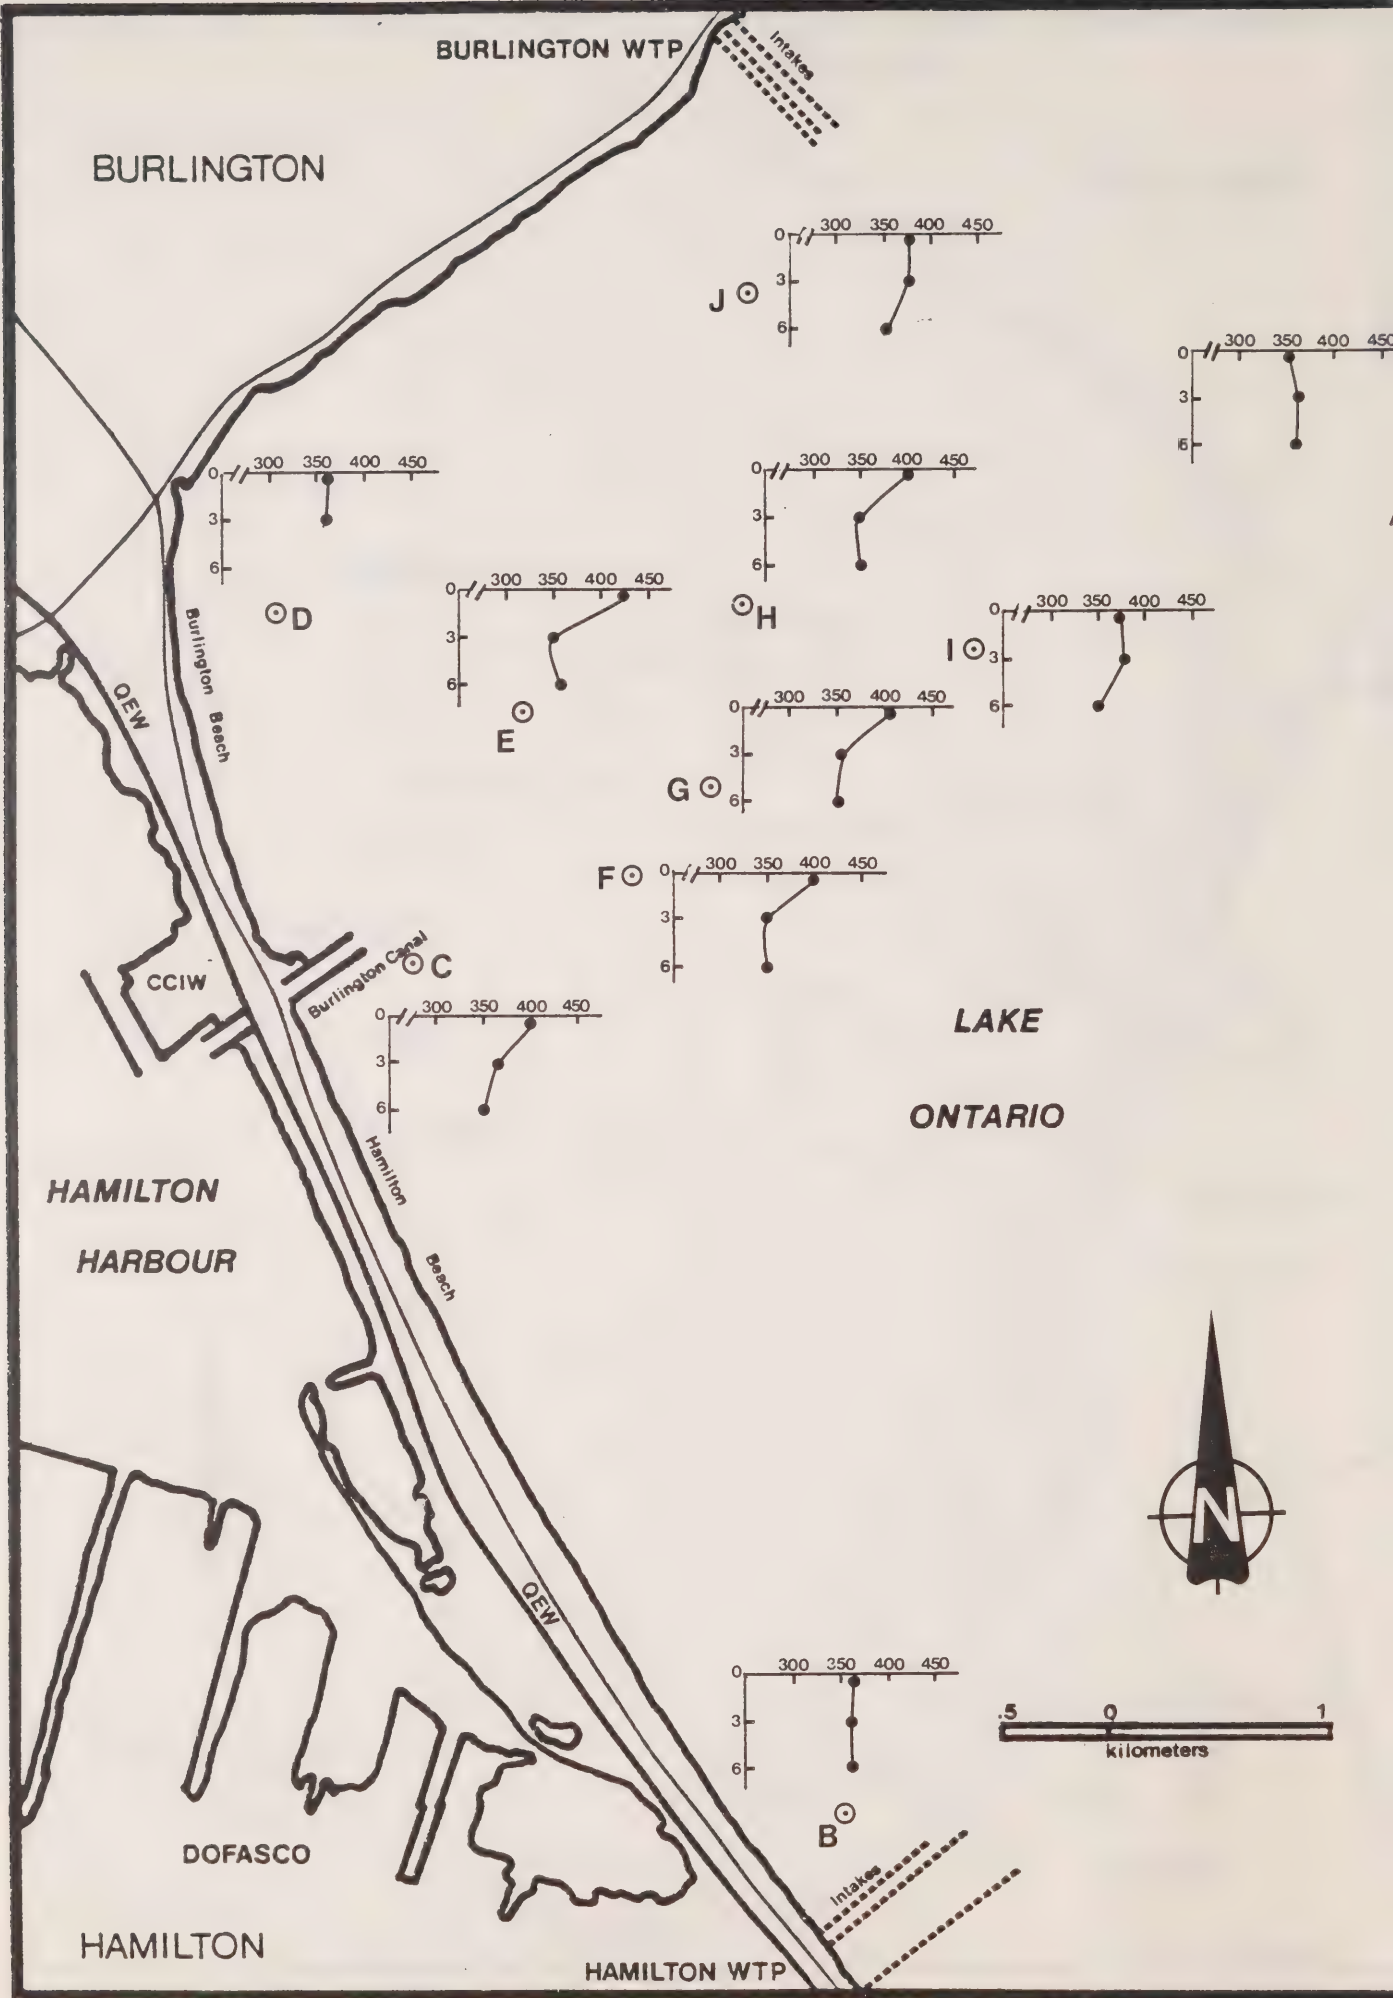 BURLINGTON WTP
Intakes
BURLINGTON
0 300 350 400 450
3
6
J
0 300 350 400 45
3
6
0 300 350 400 450
3
6
D
0 300 350 400 450
3
6
H
0 300 350 400 450
3
6
E
0 300 350 400 450
I 3
6
Burlington Beach
QEW
0 300 350 400 450
3
G 6
F 0 300 350 400 450
3
6
CCIW
Burlington Canal
C
0 300 350 400 450
3
6
LAKE
ONTARIO
Hamilton Beach
HAMILTON
HARBOUR
N
QEW
0 300 350 400 450
3
6
B
.5 0 1
kilometers
DOFASCO
Intakes
HAMILTON
HAMILTON WTP